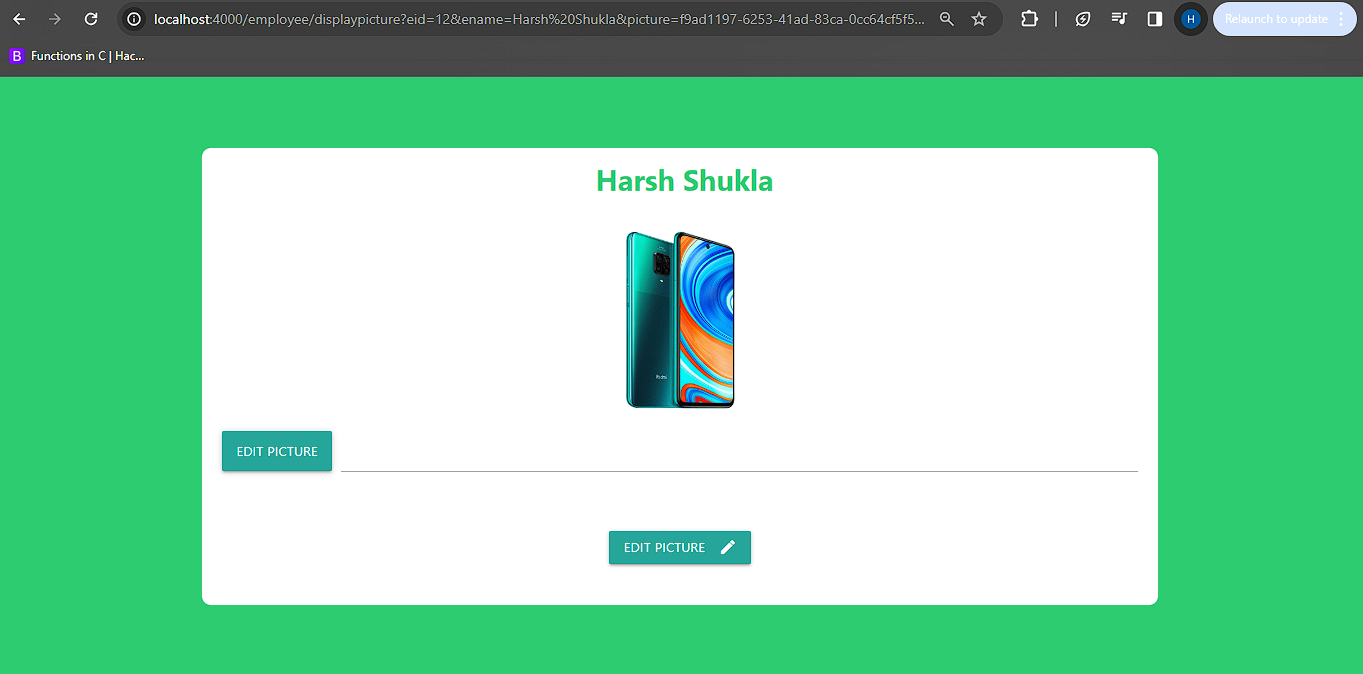 localhost:4000/employee/displaypicture?eid=12&ename=Harsh%20Shukla&picture=f9ad1197-6253-41ad-83ca-0cc64cf5f5...
H
Relaunch to update
B
Functions in C | Hac...
Harsh Shukla
Redmi
EDIT PICTURE
EDIT PICTURE